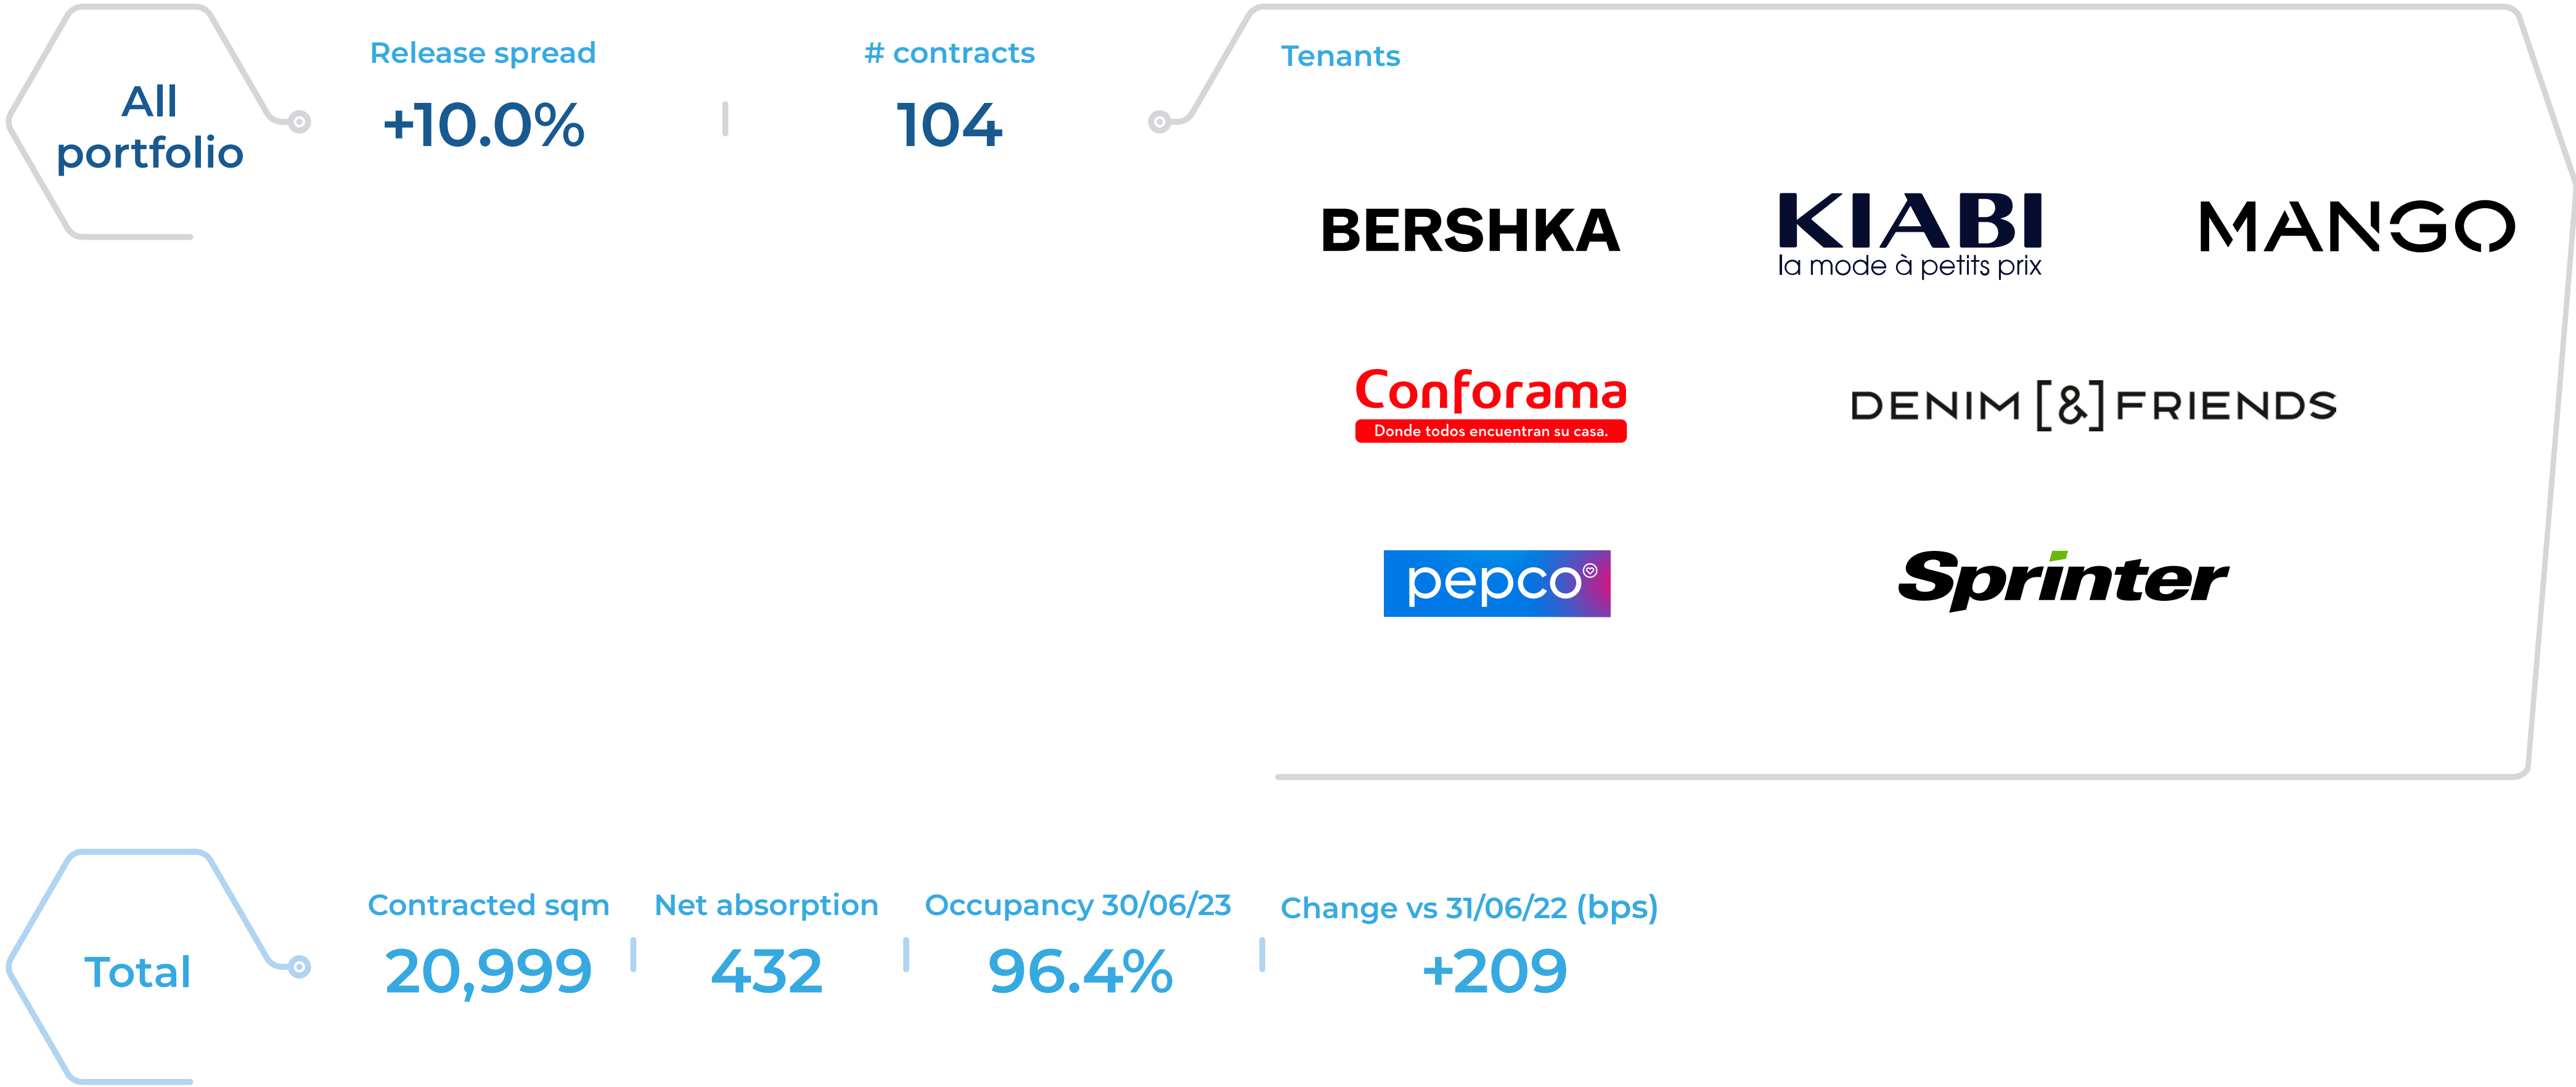 All
portfolio
Release spread
+10.0%
# contracts
104
Tenants
BERSHKA
KIABI
la mode à petits prix
MANGO
Conforama
Donde todos encuentran su casa.
DENIM [&] FRIENDS
pepco
Sprinter
Total
Contracted sqm
20,999
Net absorption
432
Occupancy 30/06/23
96.4%
Change vs 31/06/22 (bps)
+209